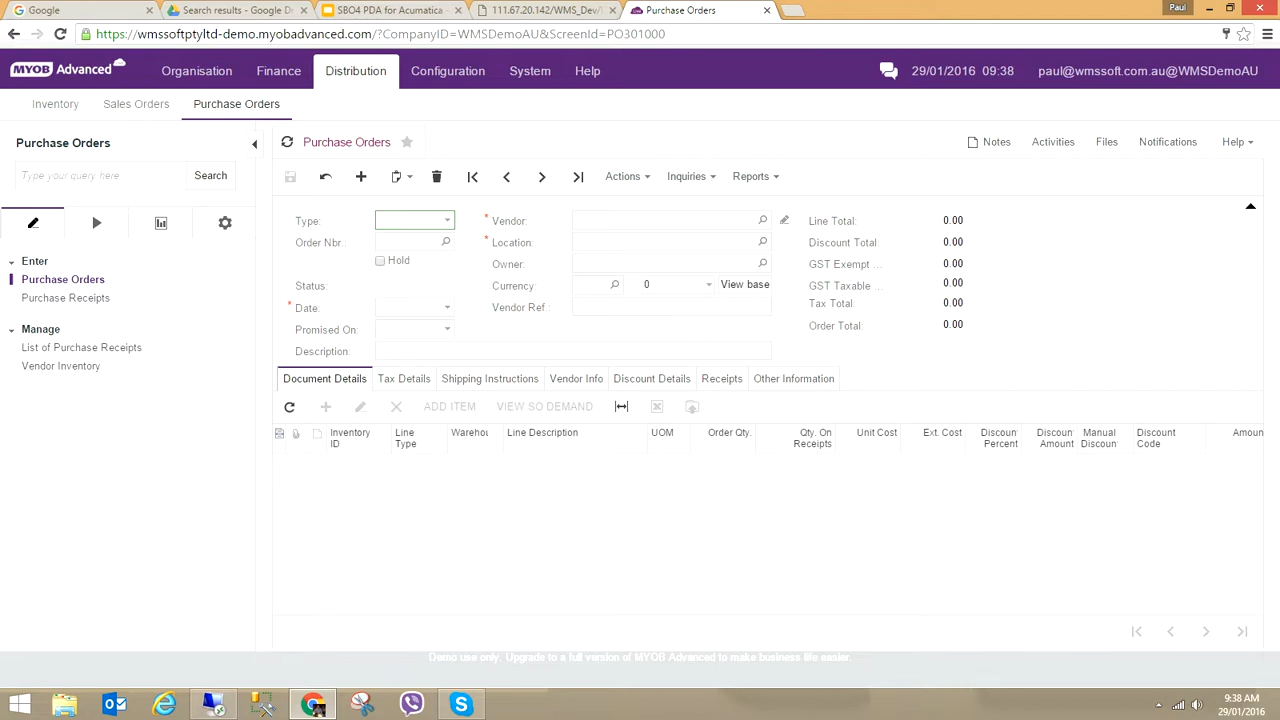 Google
Search results - Google D
SBO4 PDA for Acumatica
111.67.20.142/WMS_Dev/
Purchase Orders
Paul
https://wmssoftptyltd-demo.myobadvanced.com/?CompanyID=WMSDemoAU&ScreenId=PO301000
MYOB Advanced
Organisation
Finance
Distribution
Configuration
System
Help
29/01/2016 09:38
paul@wmssoft.com.au@WMSDemoAU
Inventory
Sales Orders
Purchase Orders
Purchase Orders
Type your query here
Search
Enter
Purchase Orders
Purchase Receipts
Manage
List of Purchase Receipts
Vendor Inventory
Purchase Orders
Notes
Activities
Files
Notifications
Help
Actions
Inquiries
Reports
Type:
* Vendor:
Line Total: 0.00
Order Nbr.:
* Location:
Discount Total: 0.00
Hold
Owner:
GST Exempt ... 0.00
Status:
Currency: 0 View base
GST Taxable ... 0.00
* Date:
Vendor Ref.:
Tax Total: 0.00
Promised On:
Order Total: 0.00
Description:
Document Details
Tax Details
Shipping Instructions
Vendor Info
Discount Details
Receipts
Other Information
ADD ITEM
VIEW SO DEMAND
Inventory ID
Line Type
Warehou
Line Description
UOM
Order Qty.
Qty. On Receipts
Unit Cost
Ext. Cost
Discoun Percent
Discoun Amount
Manual Discoun
Discount Code
Amoun
Demo use only. Upgrade to a full version of MYOB Advanced to make business life easier.
9:38 AM
29/01/2016